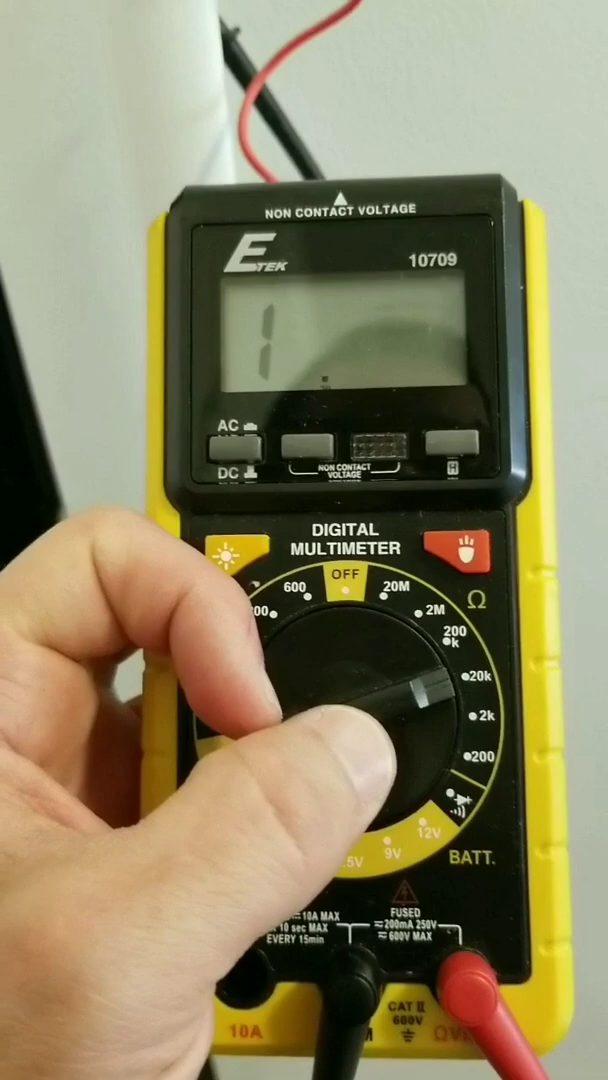 NON CONTACT VOLTAGE
ETEK
10709
1
AC
DC
NON CONTACT
VOLTAGE
H
DIGITAL
MULTIMETER
OFF
600
20M
2M
Ω
200
k
20k
2k
200
12V
9V
BATT.
10A MAX
10 sec MAX
EVERY 15min
FUSED
200mA 250V
600V MAX
CAT II
600V
10A